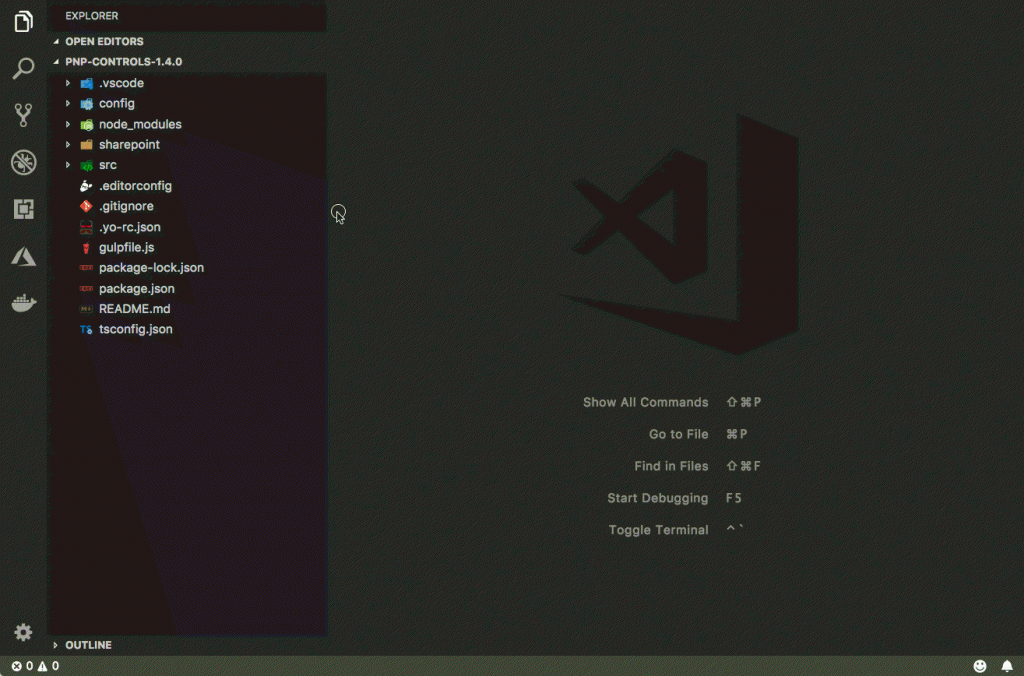 EXPLORER
OPEN EDITORS
PNP-CONTROLS-1.4.0
.vscode
config
node_modules
sharepoint
src
.editorconfig
.gitignore
.yo-rc.json
gulpfile.js
package-lock.json
package.json
README.md
TS tsconfig.json
OUTLINE
Show All Commands ⇧⌘P
Go to File ⌘P
Find in Files ⇧⌘F
Start Debugging F5
Toggle Terminal ^`
0 0